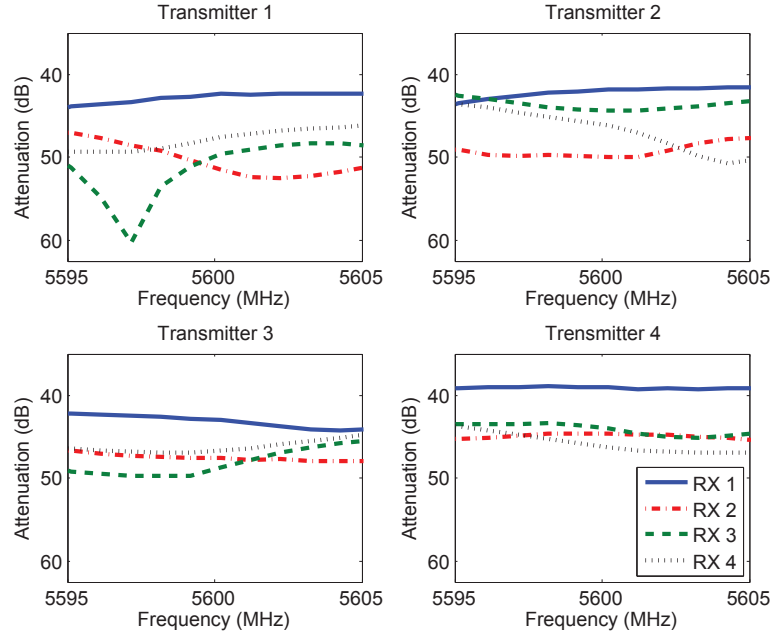 Transmitter 1
Attenuation (dB)
40
50
60
5595
5600
5605
Frequency (MHz)
Transmitter 2
Attenuation (dB)
40
50
60
5595
5600
5605
Frequency (MHz)
Transmitter 3
Attenuation (dB)
40
50
60
5595
5600
5605
Frequency (MHz)
Trensmitter 4
Attenuation (dB)
40
50
60
5595
5600
5605
Frequency (MHz)
RX 1
RX 2
RX 3
RX 4